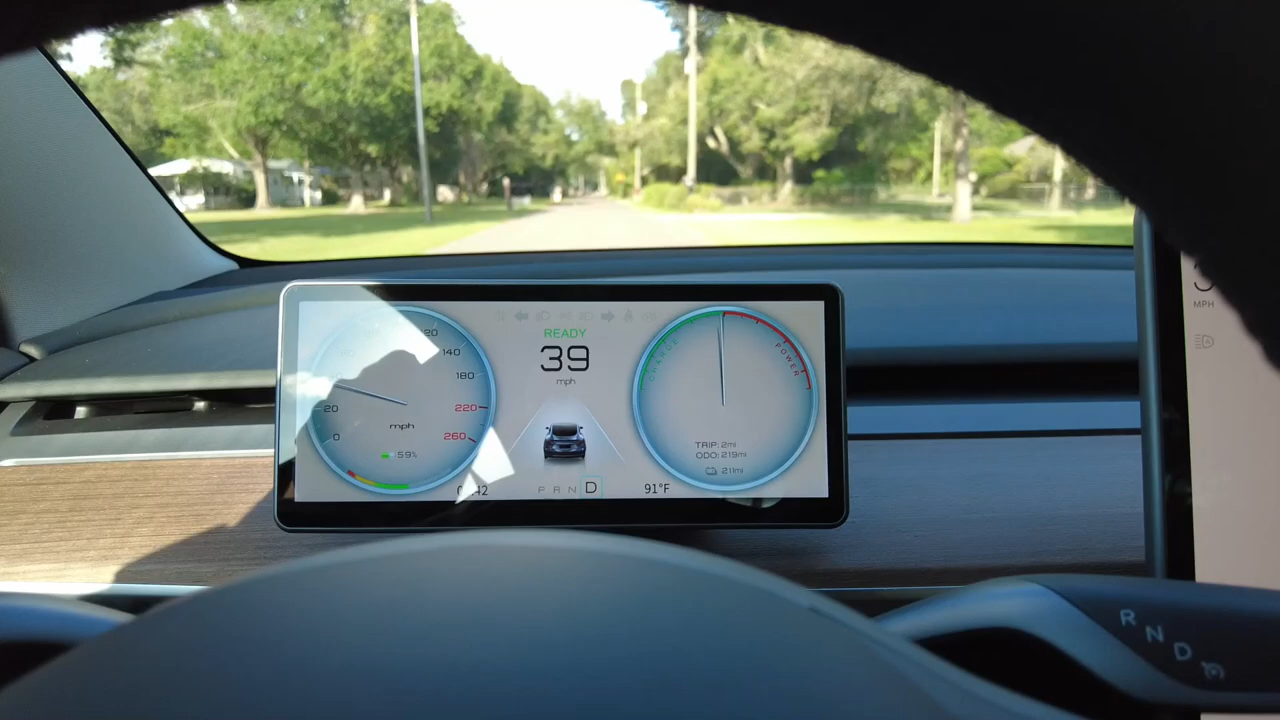 READY
39
mph
20
0
140
180
220
260
mph
59%
CHARGE
POWER
TRIP: 2mi
ODO: 219mi
211mi
P R N D
91°F
MPH
R N D